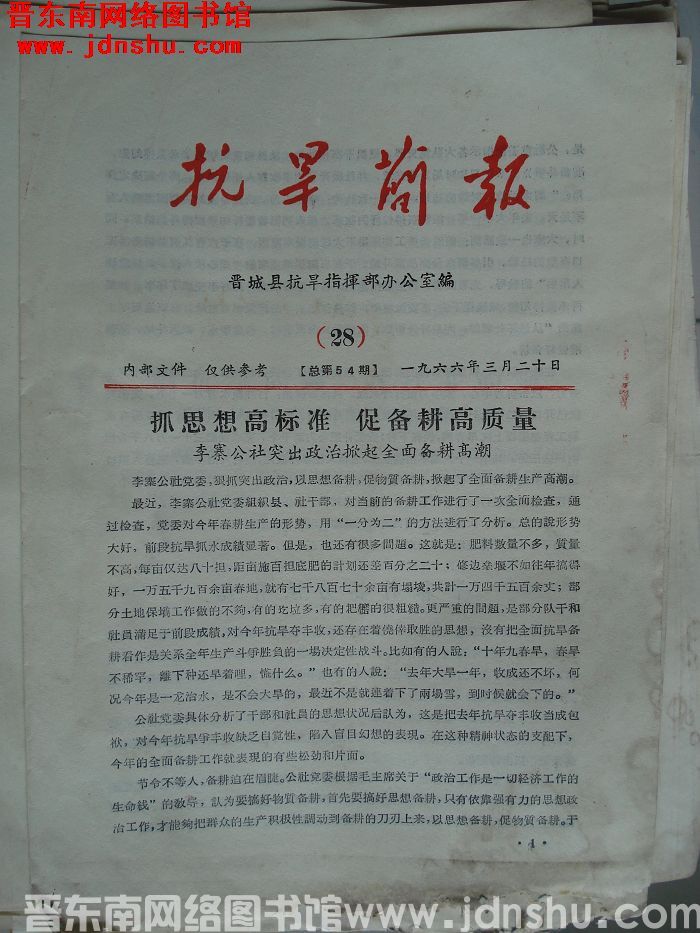 晋东南网络图书馆
www.jdnshu.com
抗旱简报
晋城县抗旱指揮部办公室編
(28)
内部文件 仅供参考 【总第54期】 一九六六年三月二十日
抓思想高标准 促备耕高质量
李寨公社突出政治掀起全面备耕高潮
李寨公社党委,狠抓突出政治,以思想备耕,促物質备耕,掀起了全面备耕生产高潮。
最近,李寨公社党委組織县、社干部,对当前的备耕工作进行了一次全面检查,通
过检查,党委对今年春耕生产的形势,用“一分为二”的方法进行了分析。总的說形势
大好,前段抗旱抓水成績显著。但是,也还有很多問題。这就是:肥料数量不多,質量
不高,每亩仅达八十担,距亩施百担底肥的計划还差百分之二十;修边垒堰不如往年搞得
好,一万五千九百余亩春地,就有七千八百七十余亩有塌堎,共計一万四千五百余丈;部
分土地保墒工作做的不夠,有的圪垃多,有的把耱的很粗糙。更严重的問題,是部分队干和
社員滿足于前段成績,对今年抗旱夺丰收,还存在着僥倖取胜的思想,沒有把全面抗旱备
耕看作是关系全年生产斗爭胜負的一場决定性战斗。比如有的人說:“十年九春旱,春旱
不稀罕,離下种还早着哩,慌什么。”也有的人說:“去年大旱一年,收成还不坏,何
况今年是一龙治水,是不会大旱的,最近不是就連着下了兩場雪,到时候就会下的。”
公社党委具体分析了干部和社員的思想状况后訃为,这是把去年抗旱夺丰收当成包
袱,对今年抗旱爭丰收缺乏自觉性,陷入盲目幻想的表現。在这种精神状态的支配下,
今年的全面备耕工作就表現的有些松劲和片面。
节令不等人,备耕迫在眉睫。公社党委根据毛主席关于“政治工作是一切经济工作的
生命綫”的教导,訃为要搞好物質备耕,首先要搞好思想备耕,只有依靠强有力的思想政
治工作,才能夠把群众的生产积极性調动到备耕的刀刃上来,以思想备耕,促物質备耕。于
·1·
晋东南网络图书馆www.jdnshu.com